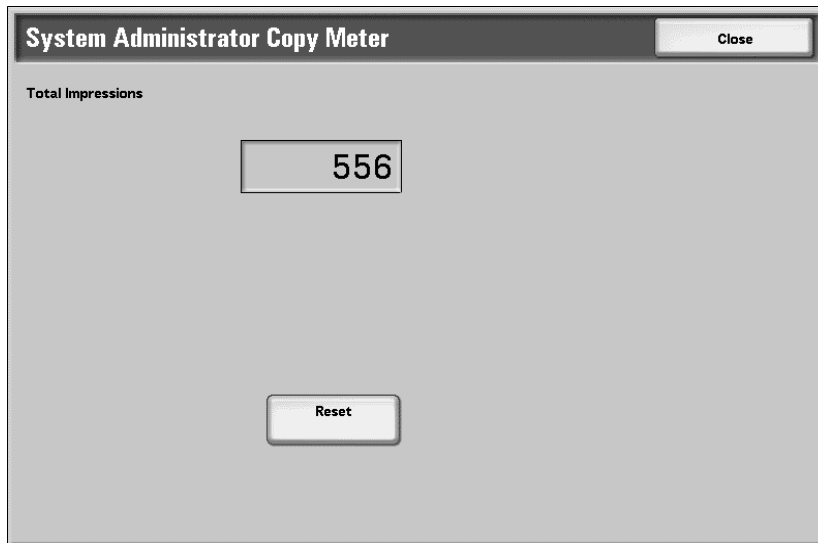 System Administrator Copy Meter
Close
Total Impressions
556
Reset